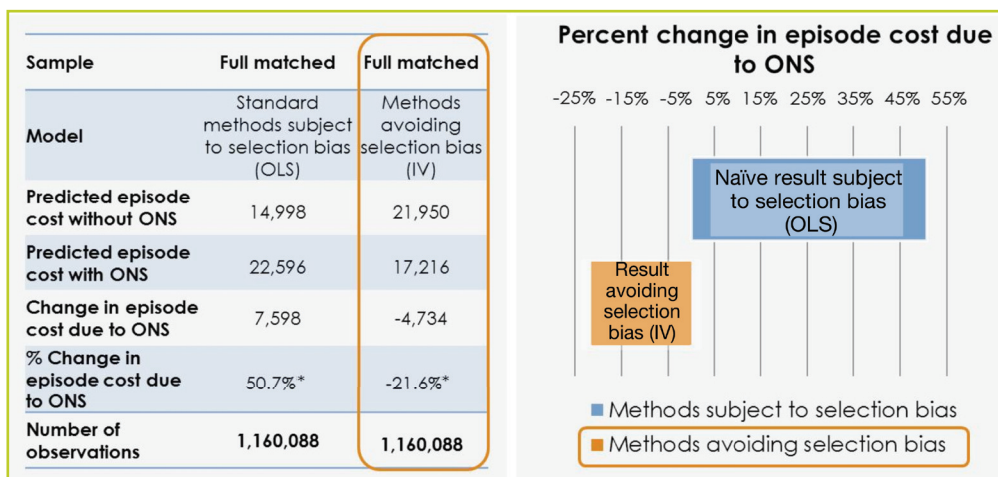 Sample Full matched Full matched
Model
Standard
methods subject
to selection bias
(OLS)
Methods
avoiding
selection bias
(IV)
Predicted episode
cost without ONS
14,998 21,950
Predicted episode
cost with ONS
22,596 17,216
Change in episode
cost due to ONS
7,598 -4,734
% Change in
episode cost due
to ONS
50.7%* -21.6%*
Number of
observations
1,160,088 1,160,088
Percent change in episode cost due
to ONS
-25% -15% -5% 5% 15% 25% 35% 45% 55%
Naïve result subject
to selection bias
(OLS)
Result
avoiding
selection
bias (IV)
Methods subject to selection bias
Methods avoiding selection bias